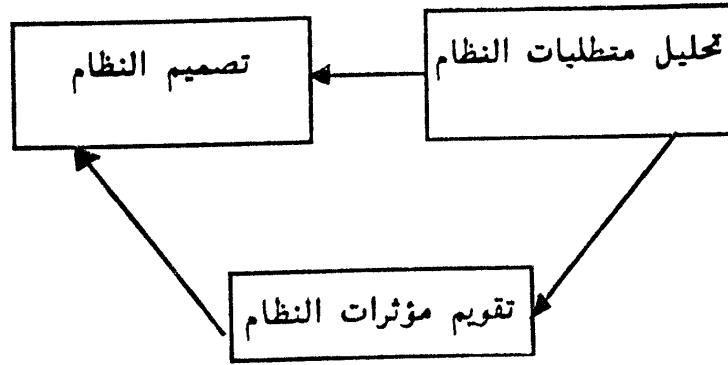 تحليل متطلبات النظام
تصميم النظام
تقويم مؤثرات النظام